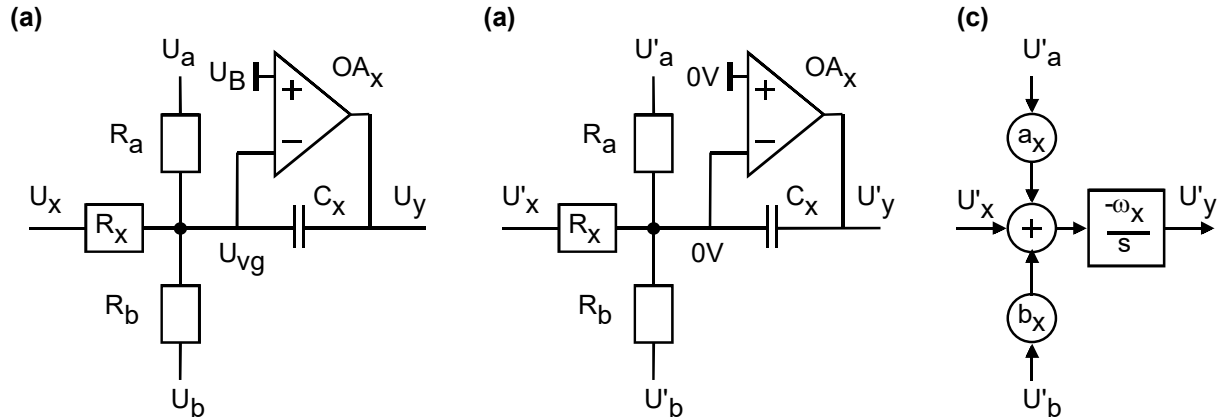 (a) (a) (c)
Ua U'a U'a
UB OAx 0V OAx
+ +
Ra Ra ax
− −
Ux Cx Uy U'x Cx U'y U'x -ωx U'y
Rx Rx + s
Uvg 0V
Rb Rb bx
Ub U'b U'b